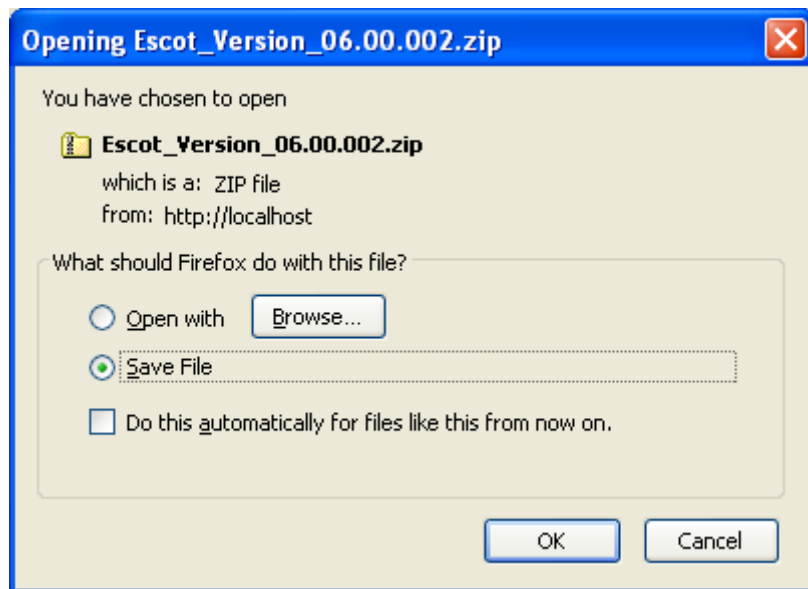 Opening Escot_Version_06.00.002.zip
You have chosen to open
Escot_Version_06.00.002.zip
which is a: ZIP file
from: http://localhost
What should Firefox do with this file?
Open with Browse...
Save File
Do this automatically for files like this from now on.
OK Cancel